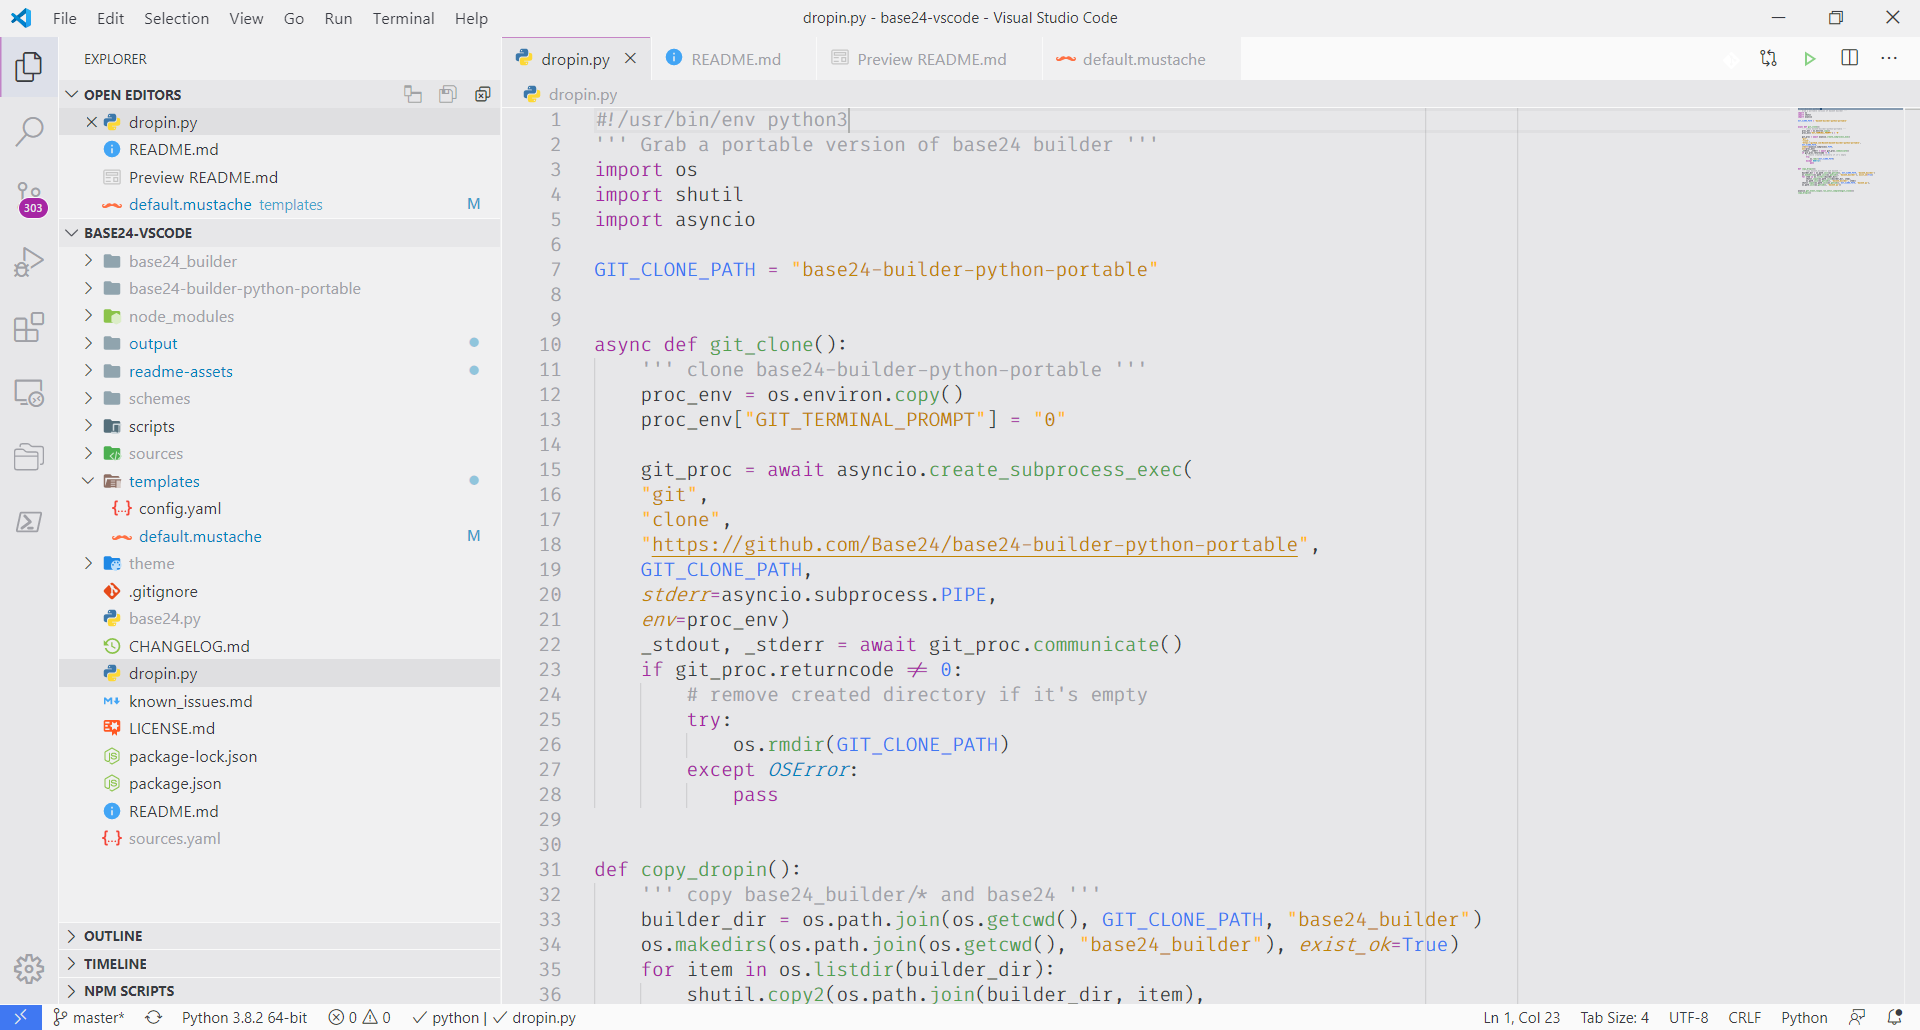 File Edit Selection View Go Run Terminal Help
dropin.py - base24-vscode - Visual Studio Code
EXPLORER
OPEN EDITORS
dropin.py
README.md
Preview README.md
default.mustache templates M
303
BASE24-VSCODE
base24_builder
base24-builder-python-portable
node_modules
output
readme-assets
schemes
scripts
sources
templates
config.yaml
default.mustache M
theme
.gitignore
base24.py
CHANGELOG.md
dropin.py
known_issues.md
LICENSE.md
package-lock.json
package.json
README.md
sources.yaml
OUTLINE
TIMELINE
NPM SCRIPTS
dropin.py README.md Preview README.md default.mustache
dropin.py
1 #!/usr/bin/env python3
2 ''' Grab a portable version of base24 builder '''
3 import os
4 import shutil
5 import asyncio
6
7 GIT_CLONE_PATH = "base24-builder-python-portable"
8
9
10 async def git_clone():
11 ''' clone base24-builder-python-portable '''
12 proc_env = os.environ.copy()
13 proc_env["GIT_TERMINAL_PROMPT"] = "0"
14
15 git_proc = await asyncio.create_subprocess_exec(
16 "git",
17 "clone",
18 "https://github.com/Base24/base24-builder-python-portable",
19 GIT_CLONE_PATH,
20 stderr=asyncio.subprocess.PIPE,
21 env=proc_env)
22 _stdout, _stderr = await git_proc.communicate()
23 if git_proc.returncode ≠ 0:
24 # remove created directory if it's empty
25 try:
26 os.rmdir(GIT_CLONE_PATH)
27 except OSError:
28 pass
29
30
31 def copy_dropin():
32 ''' copy base24_builder/* and base24 '''
33 builder_dir = os.path.join(os.getcwd(), GIT_CLONE_PATH, "base24_builder")
34 os.makedirs(os.path.join(os.getcwd(), "base24_builder"), exist_ok=True)
35 for item in os.listdir(builder_dir):
36 shutil.copy2(os.path.join(builder_dir, item),
master* Python 3.8.2 64-bit 0 0 python | dropin.py Ln 1, Col 23 Tab Size: 4 UTF-8 CRLF Python